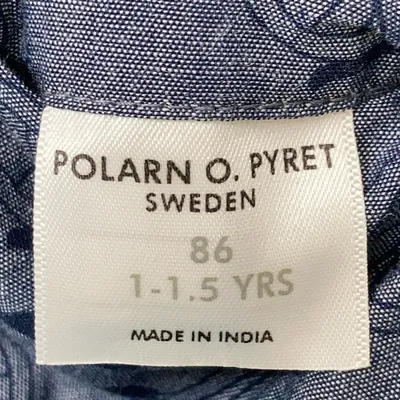 POLARN O. PYRET
SWEDEN
86
1-1.5 YRS
MADE IN INDIA